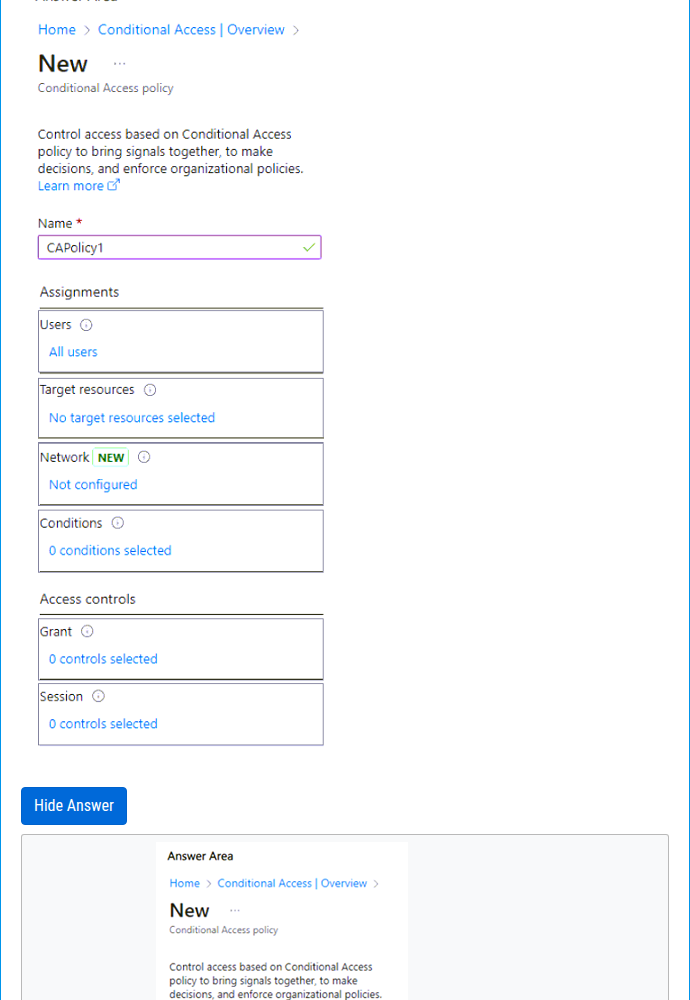 Answer Area
Home > Conditional Access | Overview >
New ...
Conditional Access policy
Control access based on Conditional Access
policy to bring signals together, to make
decisions, and enforce organizational policies.
Learn more
Name *
CAPolicy1
Assignments
Users
All users
Target resources
No target resources selected
Network NEW
Not configured
Conditions
0 conditions selected
Access controls
Grant
0 controls selected
Session
0 controls selected
Hide Answer
Answer Area
Home > Conditional Access | Overview >
New ...
Conditional Access policy
Control access based on Conditional Access
policy to bring signals together, to make
decisions, and enforce organizational policies.